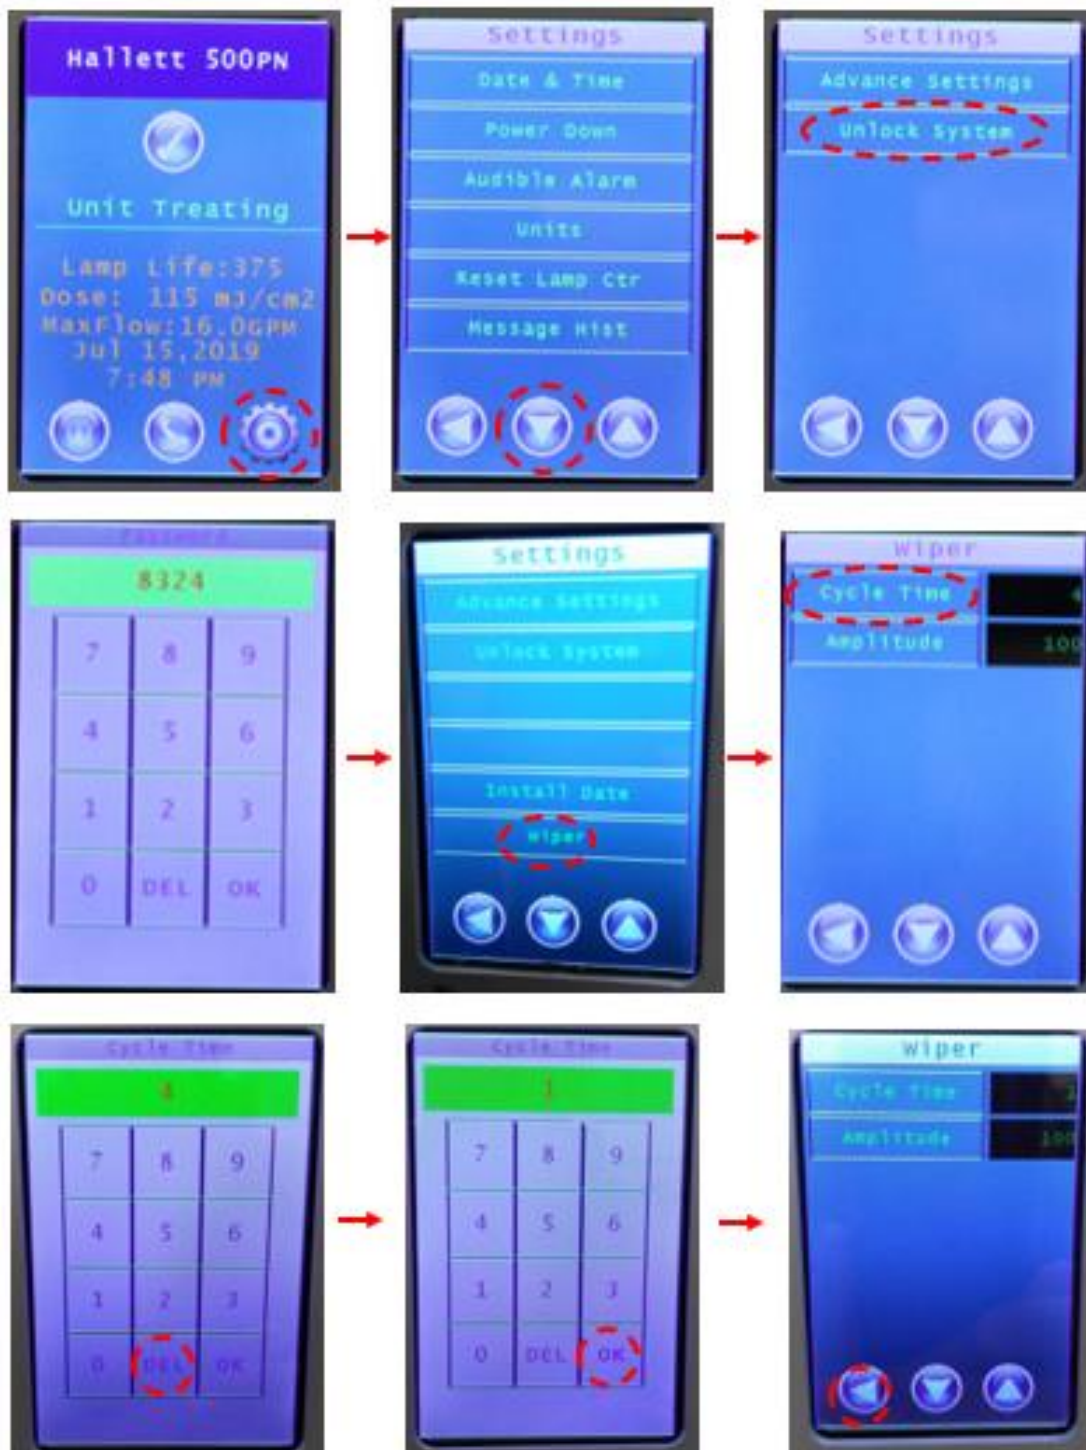 Hallett 500PN
Unit Treating
Lamp Life:375
Dose: 115 mJ/cm2
MaxFlow:16.0GPM
Jul 15,2019
7:48 PM
Settings
Date & Time
Power Down
Audible Alarm
Units
Reset Lamp Ctr
Message Hist
Settings
Advance Settings
Unlock System
Password
8324
7 8 9
4 5 6
1 2 3
0 DEL OK
Settings
Advance Settings
Unlock System
Install Date
Wiper
Wiper
Cycle Time 4
Amplitude 100
Cycle Time
4
7 8 9
4 5 6
1 2 3
0 DEL OK
Cycle Time
1
7 8 9
4 5 6
1 2 3
0 DEL OK
Wiper
Cycle Time 1
Amplitude 100